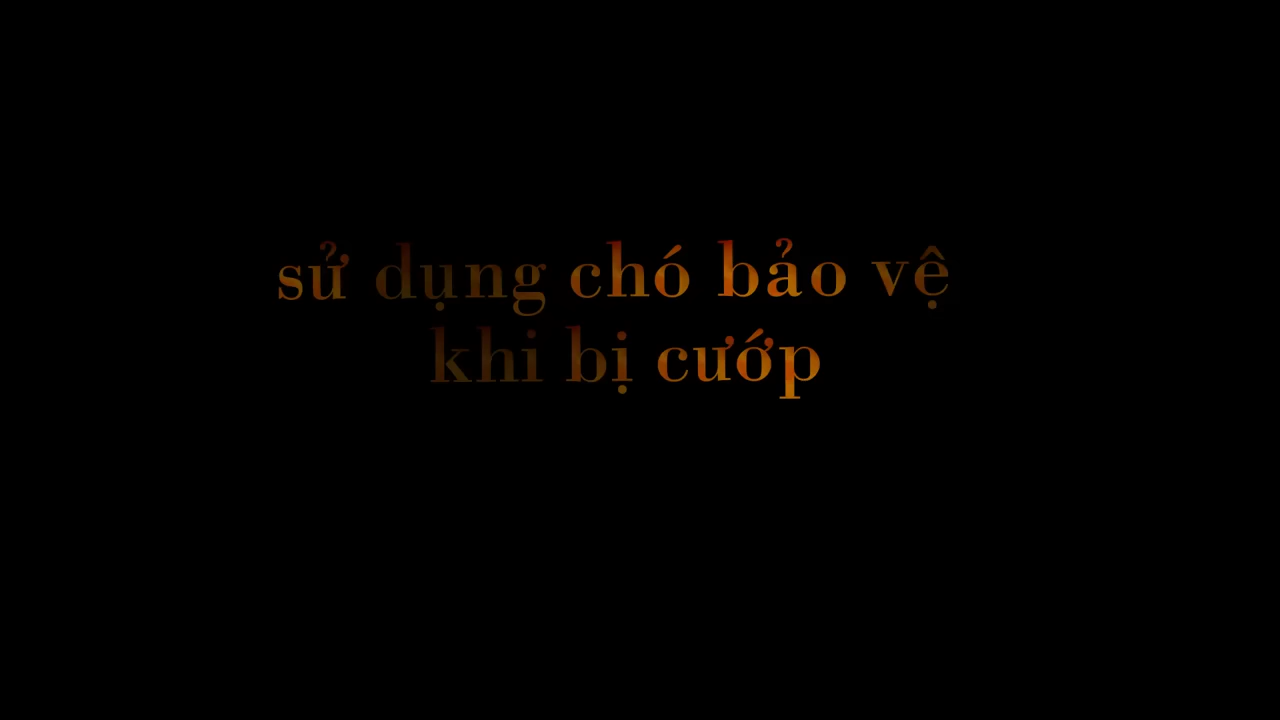 sử dụng chó bảo vệ
khi bị cướp